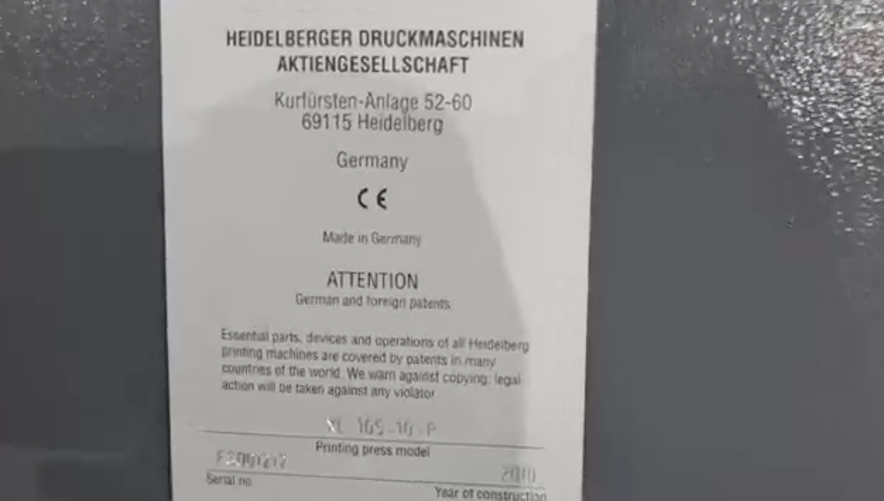 HEIDELBERGER DRUCKMASCHINEN
AKTIENGESELLSCHAFT
Kurfürsten-Anlage 52-60
69115 Heidelberg
Germany
CE
Made in Germany
ATTENTION
German and foreign patents
Essential parts, devices and operations of all Heidelberg
printing machines are covered by patents in many
countries of the world. We warn against copying, legal
action will be taken against any violator
Printing press model
2010
Serial no.
Year of construction